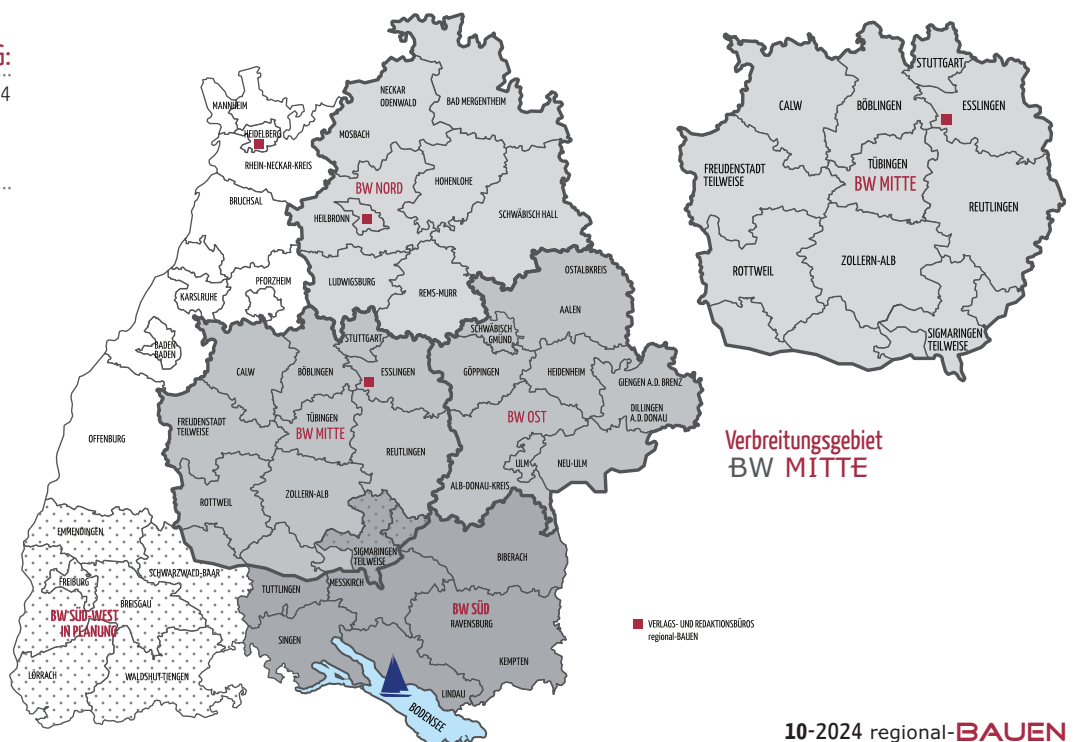 G:
4
MANNHEIM
HEIDELBERG
RHEIN-NECKAR-KREIS
BRUCHSAL
PFORZHEIM
KARLSRUHE
BADEN
BADEN
OFFENBURG
NECKAR
ODENWALD
BAD MERGENTHEIM
MOSBACH
BW NORD
HOHENLOHE
HEILBRONN
SCHWÄBISCH HALL
LUDWIGSBURG
REMS-MURR
OSTALBKREIS
AALEN
SCHWÄBISCH
GMÜND
GÖPPINGEN
HEIDENHEIM
GIENGEN A.D. BRENZ
DILLINGEN
A.D. DONAU
BW OST
ULM
NEU-ULM
ALB-DONAU-KREIS
STUTTGART
CALW
BÖBLINGEN
ESSLINGEN
FREUDENSTADT
TEILWEISE
TÜBINGEN
BW MITTE
REUTLINGEN
ROTTWEIL
ZOLLERN-ALB
SIGMARINGEN
TEILWEISE
EMMENDINGEN
FREIBURG
SCHWARZWALD-BAAR
BREISGAU
BW SÜD-WEST
IN PLANUNG
LÖRRACH
WALDSHUT-TIENGEN
TUTTLINGEN
MESSKIRCH
BIBERACH
SINGEN
BW SÜD
RAVENSBURG
KEMPTEN
LINDAU
BODENSEE
STUTTGART
CALW
BÖBLINGEN
ESSLINGEN
FREUDENSTADT
TEILWEISE
TÜBINGEN
BW MITTE
REUTLINGEN
ROTTWEIL
ZOLLERN-ALB
SIGMARINGEN
TEILWEISE
Verbreitungsgebiet
BW MITTE
VERLAGS- UND REDAKTIONSBÜROS
regional-BAUEN
10-2024 regional-BAUEN